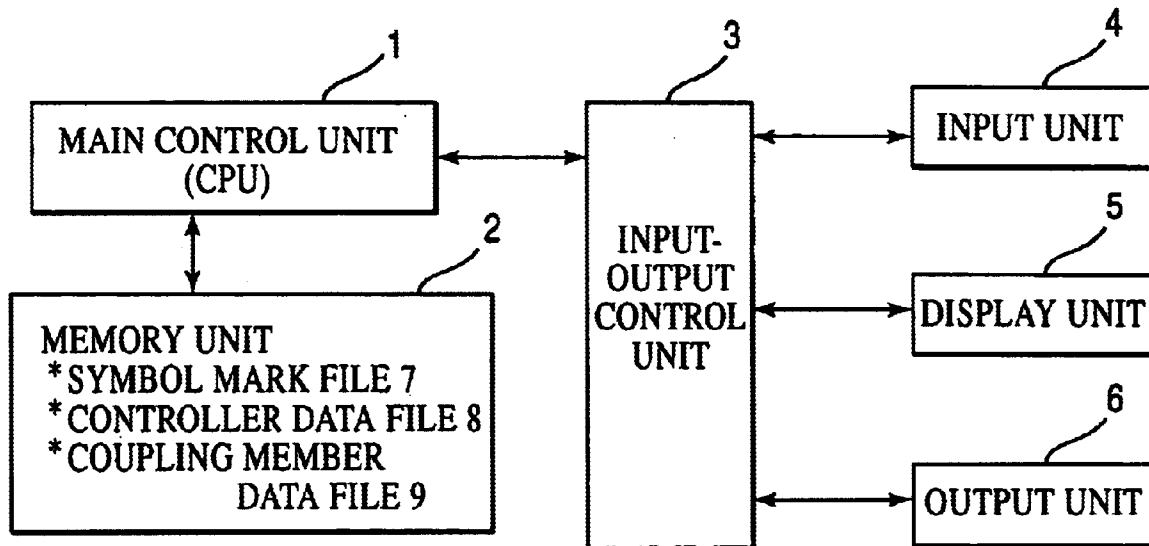 1
MAIN CONTROL UNIT
(CPU)
2
MEMORY UNIT
*SYMBOL MARK FILE 7
*CONTROLLER DATA FILE 8
*COUPLING MEMBER
DATA FILE 9
3
INPUT-
OUTPUT
CONTROL
UNIT
4
INPUT UNIT
5
DISPLAY UNIT
6
OUTPUT UNIT